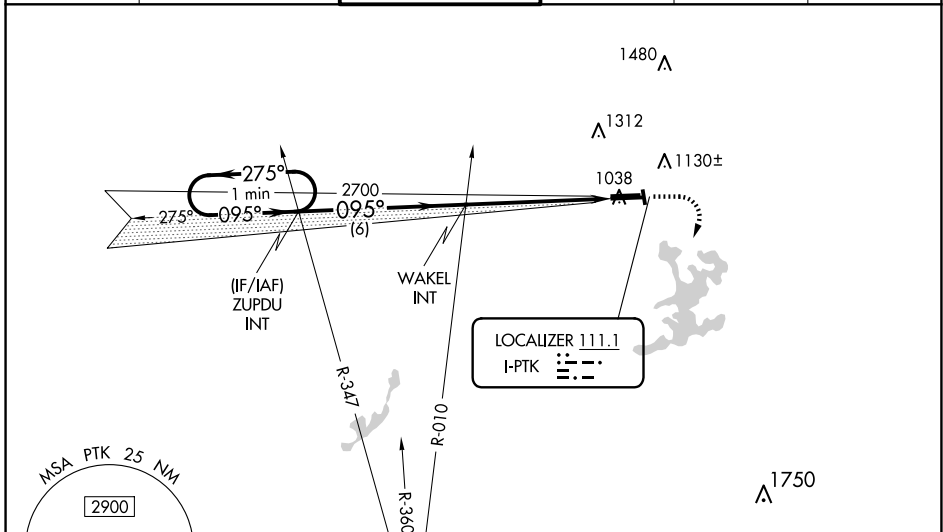 1480
1312
1130±
1038
275°
1 min
2700
275°
095°
095°
(6)
(IF/IAF)
ZUPDU
INT
WAKEL
INT
LOCALIZER 111.1
I-PTK
R-347
R-010
R-360
MSA PTK 25 NM
2900
1750